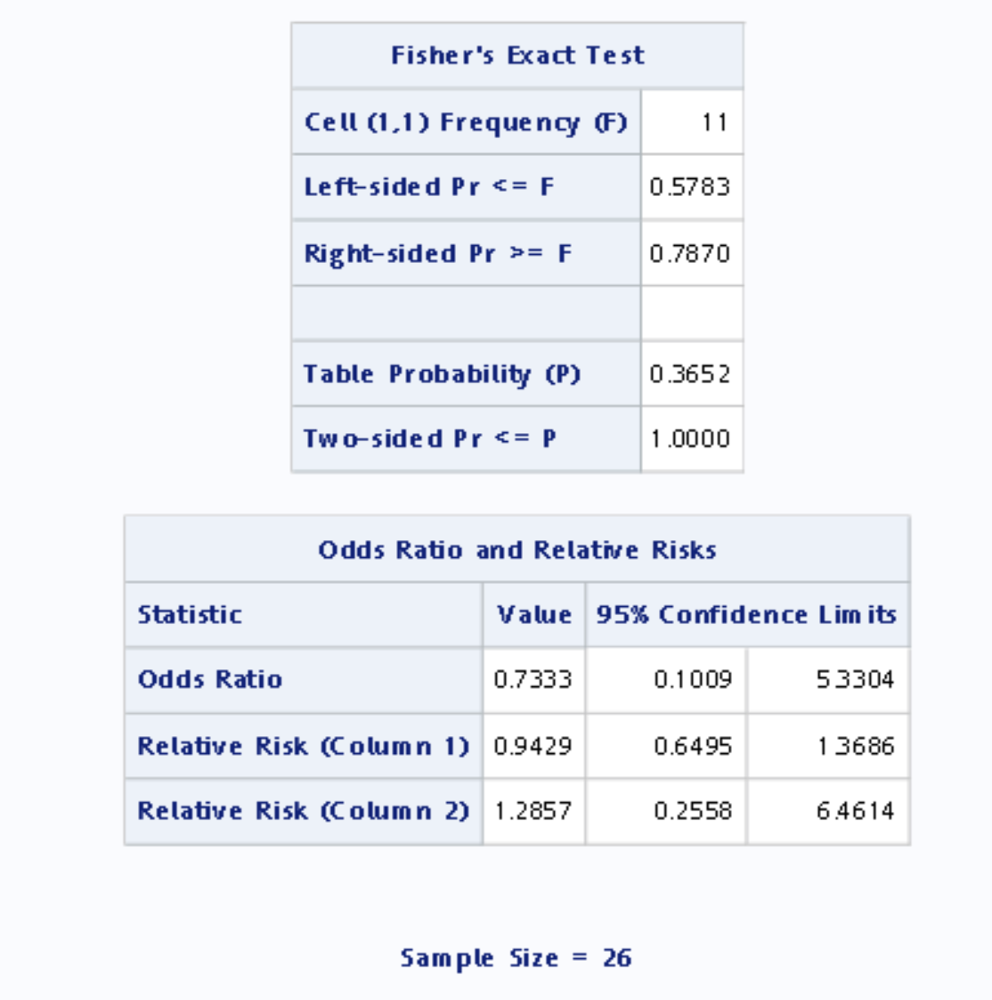 Fisher's Exact Test
Cell (1,1) Frequency (F) 11
Left-sided Pr <= F 0.5783
Right-sided Pr >= F 0.7870
Table Probability (P) 0.3652
Two-sided Pr <= P 1.0000
Odds Ratio and Relative Risks
Statistic Value 95% Confidence Limits
Odds Ratio 0.7333 0.1009 5.3304
Relative Risk (Column 1) 0.9429 0.6495 1.3686
Relative Risk (Column 2) 1.2857 0.2558 6.4614
Sample Size = 26